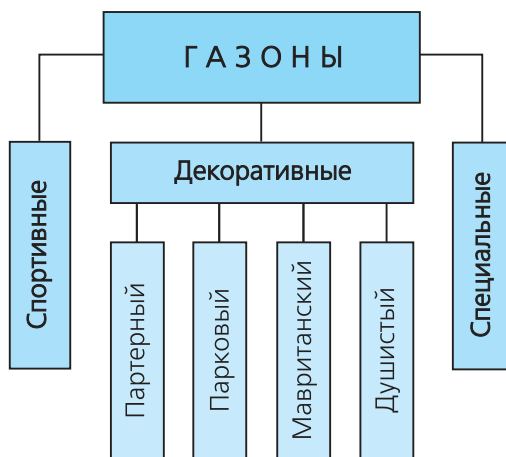 ГАЗОНЫ
Спортивные
Декоративные
Специальные
Партерный
Парковый
Мавританский
Душистый